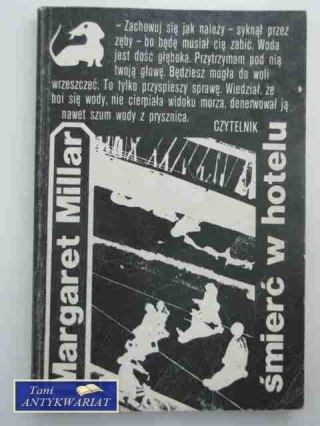 – Zachowuj się jak należy – syknął przez
zęby – bo będę musiał cię zabić. Woda
jest dość głęboka. Przytrzymam pod nią
twoją głowę. Będziesz mogła do woli
wrzeszczeć. To tylko przyspieszy sprawę. Wiedział, że
boi się wody, nie cierpiała widoku morza, denerwował ją
nawet szum wody z prysznica.
CZYTELNIK
Margaret Millar
śmierć w hotelu
Tani
ANTYKWARIAT